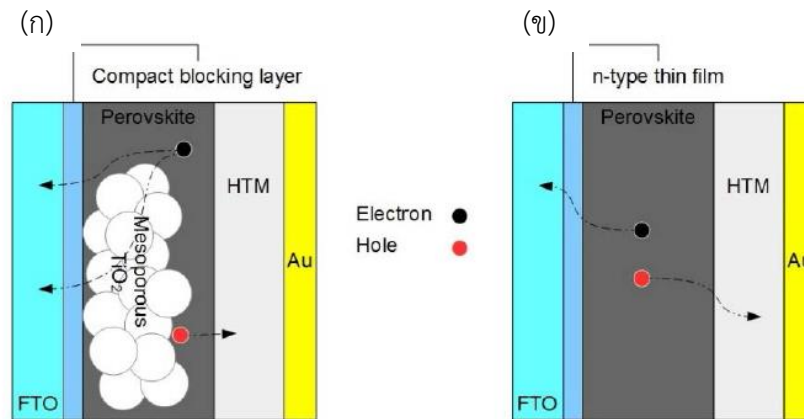 (ก)
Compact blocking layer
Perovskite
HTM
Mesoporous
TiO₂
Au
FTO
Electron
Hole
(ข)
n-type thin film
Perovskite
HTM
Au
FTO